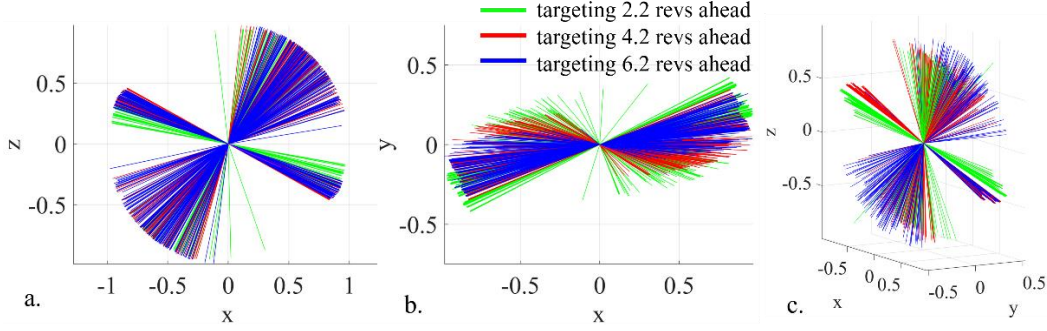 targeting 2.2 revs ahead
targeting 4.2 revs ahead
targeting 6.2 revs ahead
z
0.5
0
-0.5
-1 -0.5 0 0.5 1
x
a.
y
0.5
0
-0.5
-0.5 0 0.5
x
b.
z
0.5
0
-0.5
-0.5 0 0.5
x
-0.5 0 0.5
y
c.